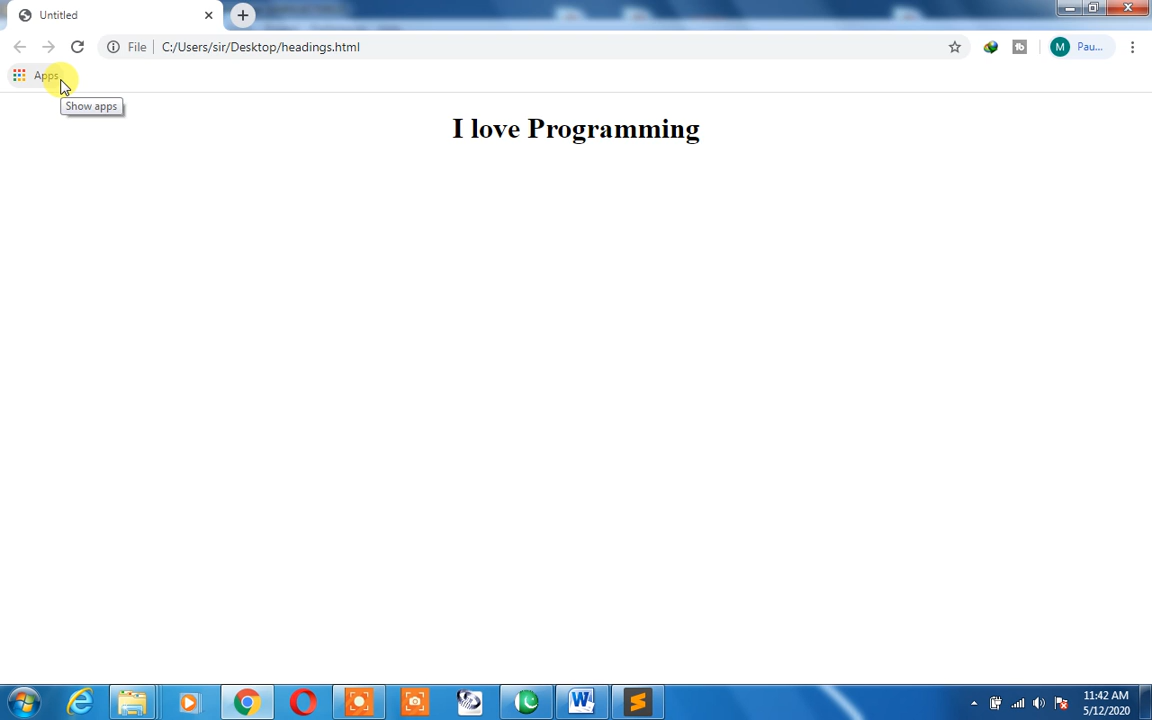 Untitled
File C:/Users/sir/Desktop/headings.html
M Pau...
Apps
Show apps
I love Programming
11:42 AM
5/12/2020